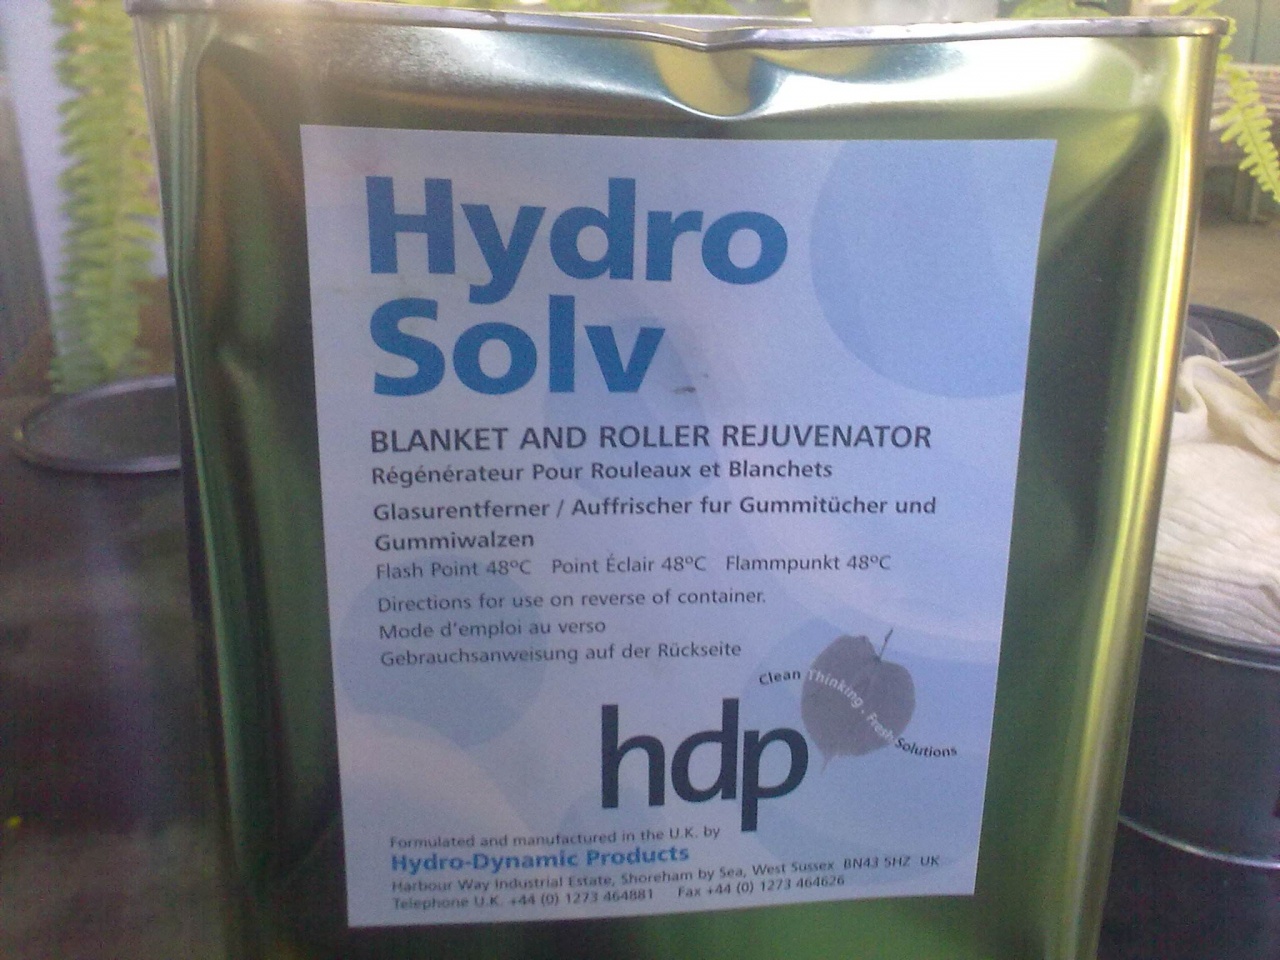 Hydro
Solv
BLANKET AND ROLLER REJUVENATOR
Régénérateur Pour Rouleaux et Blanchets
Glasurentferner / Auffrischer fur Gummitücher und
Gummiwalzen
Flash Point 48ºC Point Éclair 48ºC Flammpunkt 48ºC
Directions for use on reverse of container.
Mode d'emploi au verso
Gebrauchsanweisung auf der Rückseite
Clean Thinking . Fresh Solutions
hdp
Formulated and manufactured in the U.K. by
Hydro-Dynamic Products
Harbour Way Industrial Estate, Shoreham by Sea, West Sussex BN43 5HZ UK
Telephone U.K. +44 (0) 1273 464881 Fax +44 (0) 1273 464626